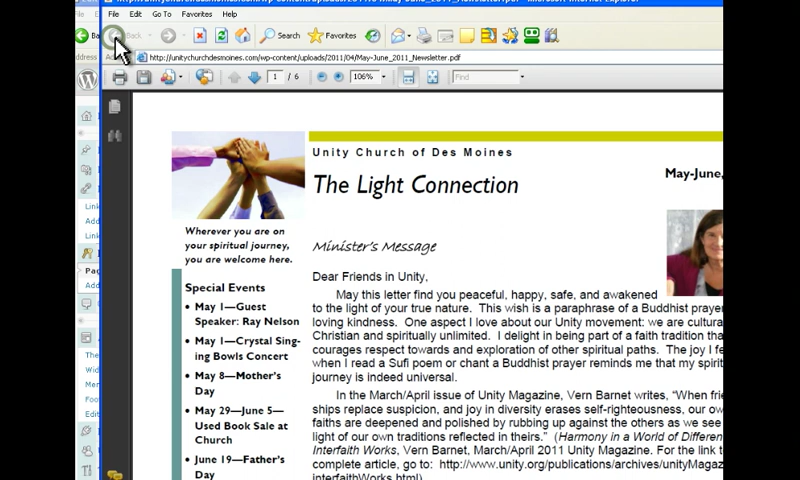 File Edit Go To Favorites Help
Back Search Favorites
http://unitychurchdesmoines.com/wp-content/uploads/2011/04/May-June_2011_Newsletter.pdf
1 / 6 106% Find
Unity Church of Des Moines
The Light Connection
May-June,
Wherever you are on
your spiritual journey,
you are welcome here.
Special Events
• May 1—Guest
Speaker: Ray Nelson
• May 1—Crystal Sing-
ing Bowls Concert
• May 8—Mother's
Day
• May 29—June 5—
Used Book Sale at
Church
• June 19—Father's
Day
Minister's Message
Dear Friends in Unity,
May this letter find you peaceful, happy, safe, and awakened
to the light of your true nature. This wish is a paraphrase of a Buddhist prayer
loving kindness. One aspect I love about our Unity movement: we are cultura
Christian and spiritually unlimited. I delight in being part of a faith tradition tha
courages respect towards and exploration of other spiritual paths. The joy I fe
when I read a Sufi poem or chant a Buddhist prayer reminds me that my spiri
journey is indeed universal.
In the March/April issue of Unity Magazine, Vern Barnet writes, "When frie
ships replace suspicion, and joy in diversity erases self-righteousness, our ow
faiths are deepened and polished by rubbing up against the others as we see
light of our own traditions reflected in theirs." (Harmony in a World of Differen
Interfaith Works, Vern Barnet, March/April 2011 Unity Magazine. For the link t
complete article, go to: http://www.unity.org/publications/archives/unityMagaz
interfaithWorks.html)